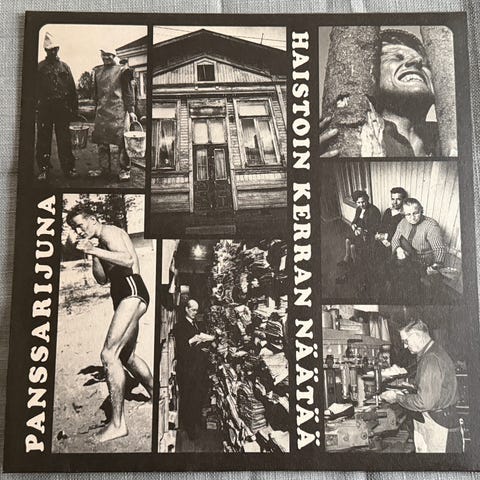 PANSSARIJUNA
HAISTOIN KERRAN NÄÄTÄÄ